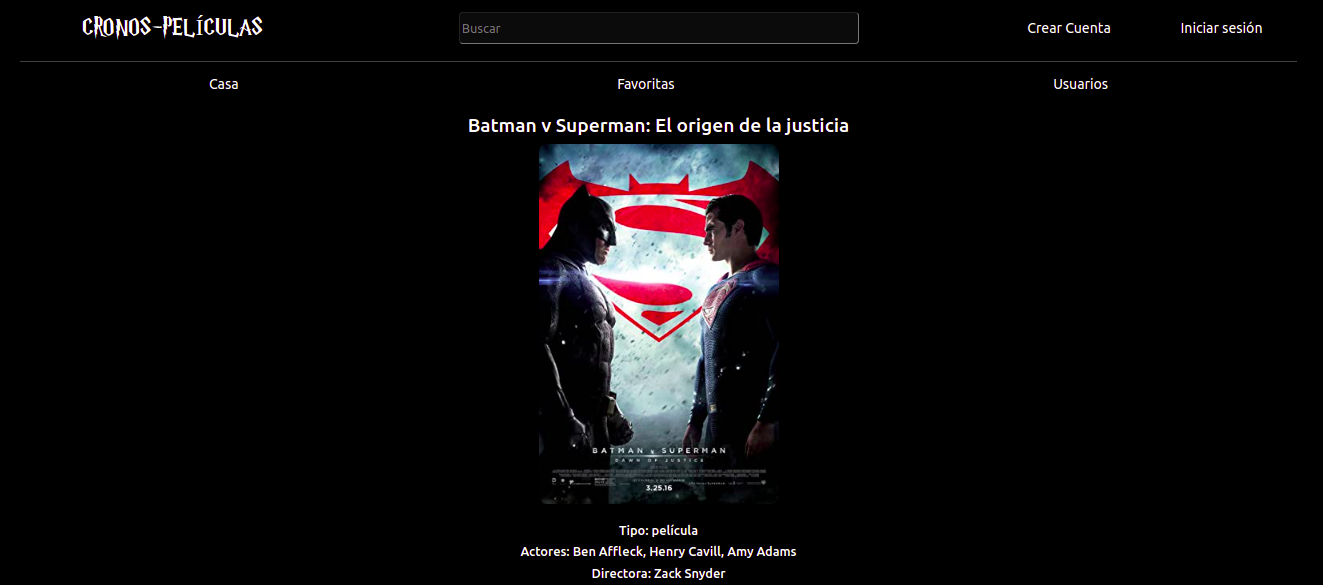 CRONOS-PELÍCULAS
Buscar
Crear Cuenta
Iniciar sesión
Casa
Favoritas
Usuarios
Batman v Superman: El origen de la justicia
BATMAN v SUPERMAN
DAWN OF JUSTICE
3.25.16
Tipo: película
Actores: Ben Affleck, Henry Cavill, Amy Adams
Directora: Zack Snyder